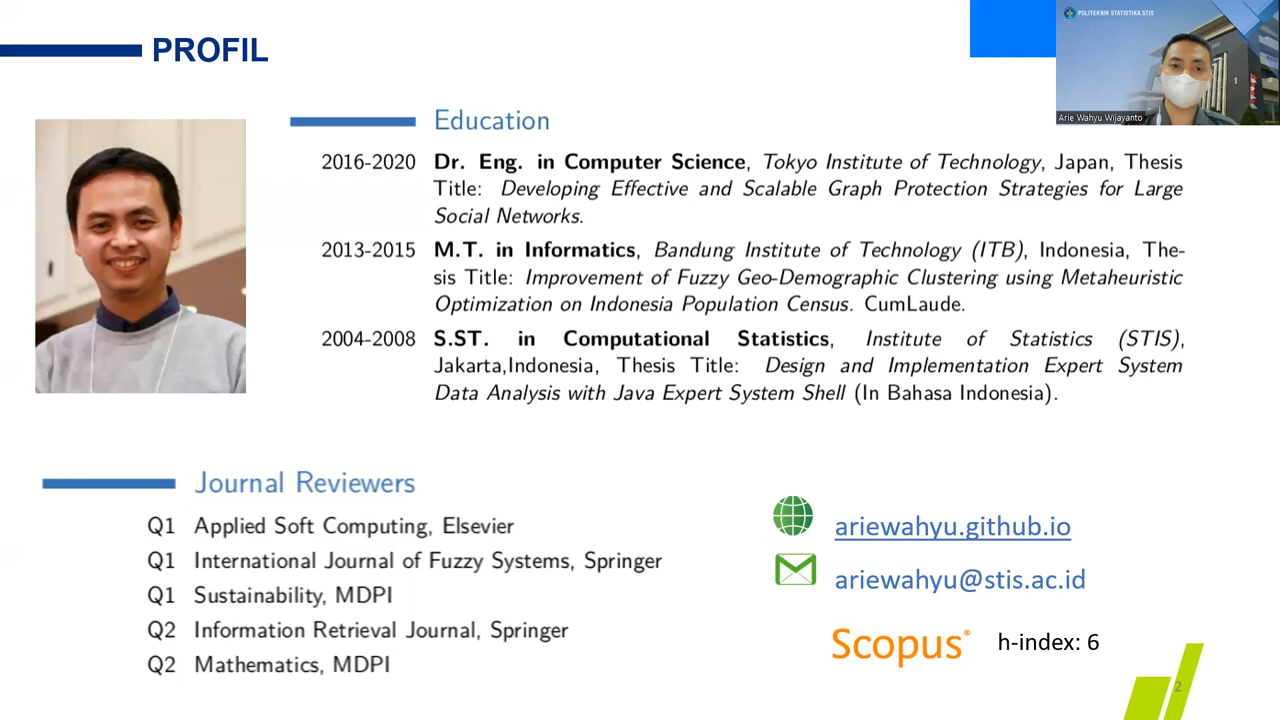 PROFIL
POLITEKNIK STATISTIKA STIS
1
Arie Wahyu Wijayanto
Education
2016-2020 Dr. Eng. in Computer Science, Tokyo Institute of Technology, Japan, Thesis
Title: Developing Effective and Scalable Graph Protection Strategies for Large
Social Networks.
2013-2015 M.T. in Informatics, Bandung Institute of Technology (ITB), Indonesia, The-
sis Title: Improvement of Fuzzy Geo-Demographic Clustering using Metaheuristic
Optimization on Indonesia Population Census. CumLaude.
2004-2008 S.ST. in Computational Statistics, Institute of Statistics (STIS),
Jakarta,Indonesia, Thesis Title: Design and Implementation Expert System
Data Analysis with Java Expert System Shell (In Bahasa Indonesia).
Journal Reviewers
Q1 Applied Soft Computing, Elsevier
Q1 International Journal of Fuzzy Systems, Springer
Q1 Sustainability, MDPI
Q2 Information Retrieval Journal, Springer
Q2 Mathematics, MDPI
ariewahyu.github.io
ariewahyu@stis.ac.id
Scopus® h-index: 6
2